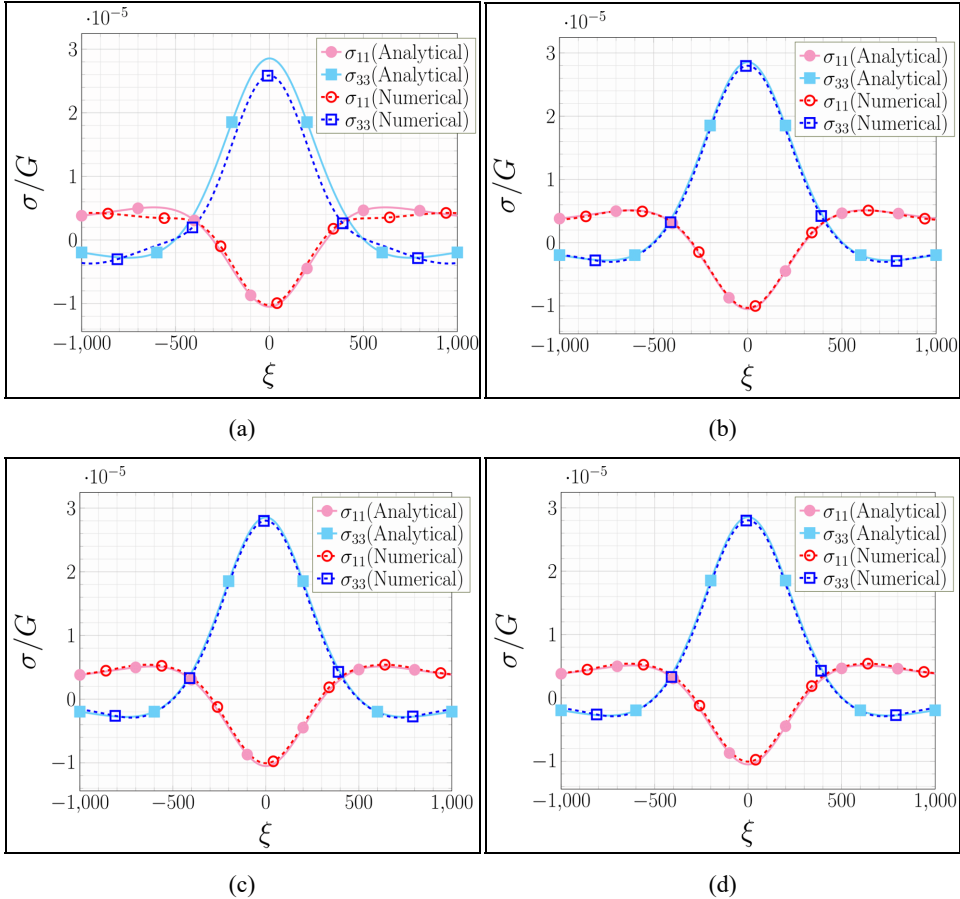 ·10⁻⁵
3
2
1
0
−1
σ/G
−1,000 −500 0 500 1,000
ξ
σ₁₁(Analytical)
σ₃₃(Analytical)
σ₁₁(Numerical)
σ₃₃(Numerical)
(a)
·10⁻⁵
3
2
1
0
−1
σ/G
−1,000 −500 0 500 1,000
ξ
σ₁₁(Analytical)
σ₃₃(Analytical)
σ₁₁(Numerical)
σ₃₃(Numerical)
(b)
·10⁻⁵
3
2
1
0
−1
σ/G
−1,000 −500 0 500 1,000
ξ
σ₁₁(Analytical)
σ₃₃(Analytical)
σ₁₁(Numerical)
σ₃₃(Numerical)
(c)
·10⁻⁵
3
2
1
0
−1
σ/G
−1,000 −500 0 500 1,000
ξ
σ₁₁(Analytical)
σ₃₃(Analytical)
σ₁₁(Numerical)
σ₃₃(Numerical)
(d)